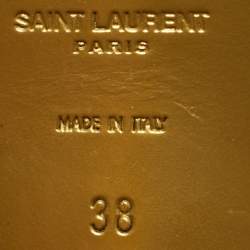 SAINT LAURENT
PARIS
MADE IN ITALY
38